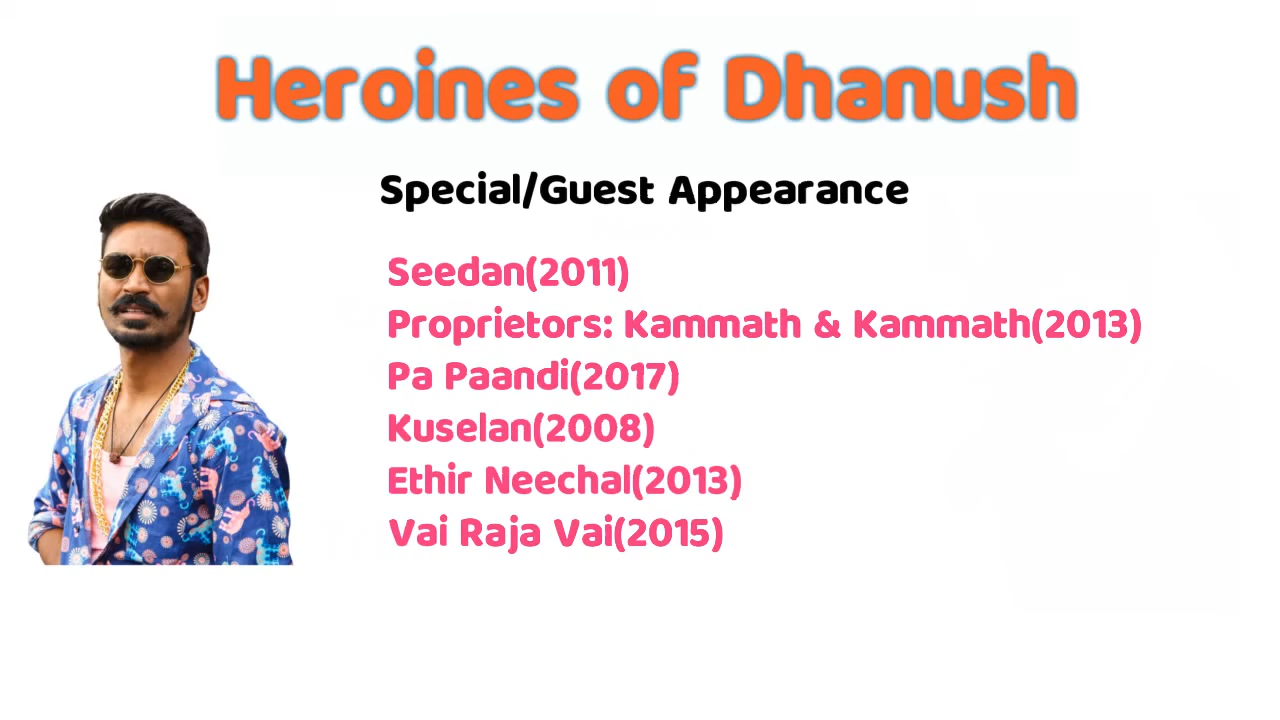 Heroines of Dhanush
Special/Guest Appearance
Seedan(2011)
Proprietors: Kammath & Kammath(2013)
Pa Paandi(2017)
Kuselan(2008)
Ethir Neechal(2013)
Vai Raja Vai(2015)